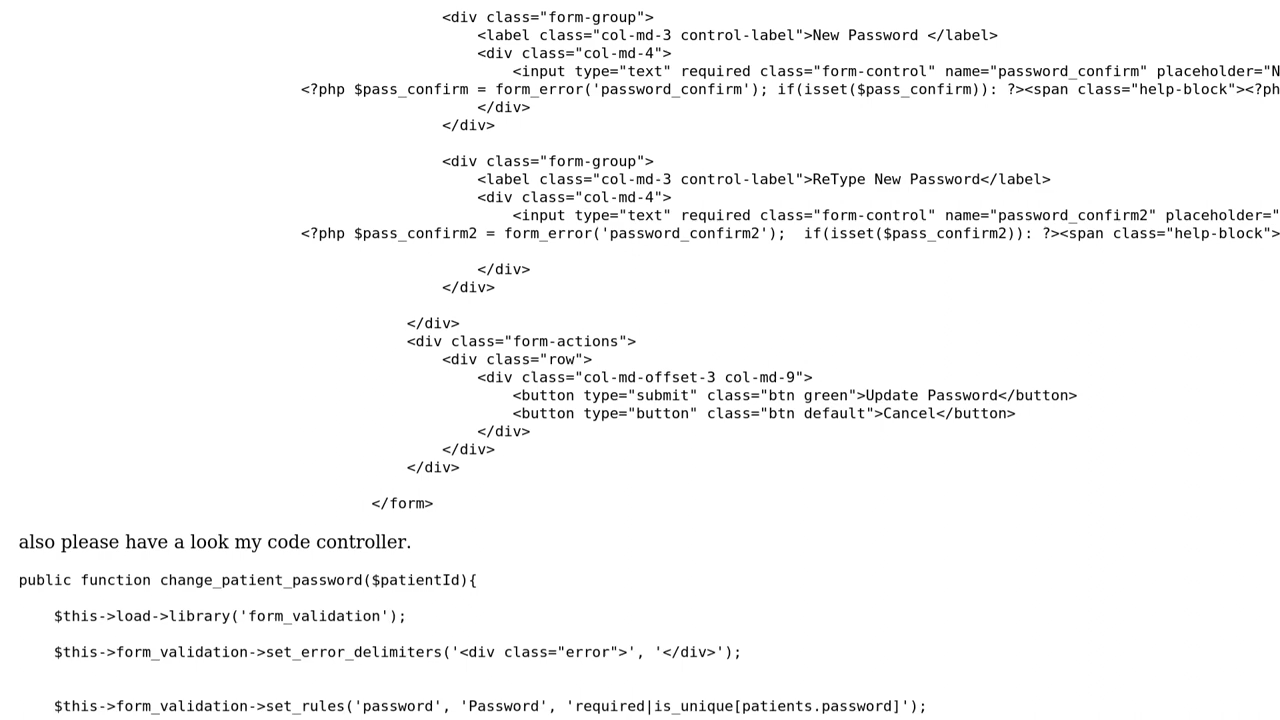 <div class="form-group">
<label class="col-md-3 control-label">New Password </label>
<div class="col-md-4">
<input type="text" required class="form-control" name="password_confirm" placeholder="N
<?php $pass_confirm = form_error('password_confirm'); if(isset($pass_confirm)): ?><span class="help-block"><?ph
</div>
</div>
<div class="form-group">
<label class="col-md-3 control-label">ReType New Password</label>
<div class="col-md-4">
<input type="text" required class="form-control" name="password_confirm2" placeholder="
<?php $pass_confirm2 = form_error('password_confirm2');  if(isset($pass_confirm2)): ?><span class="help-block">
</div>
</div>
</div>
<div class="form-actions">
<div class="row">
<div class="col-md-offset-3 col-md-9">
<button type="submit" class="btn green">Update Password</button>
<button type="button" class="btn default">Cancel</button>
</div>
</div>
</div>
</form>
also please have a look my code controller.
public function change_patient_password($patientId){
$this->load->library('form_validation');
$this->form_validation->set_error_delimiters('<div class="error">', '</div>');
$this->form_validation->set_rules('password', 'Password', 'required|is_unique[patients.password]');